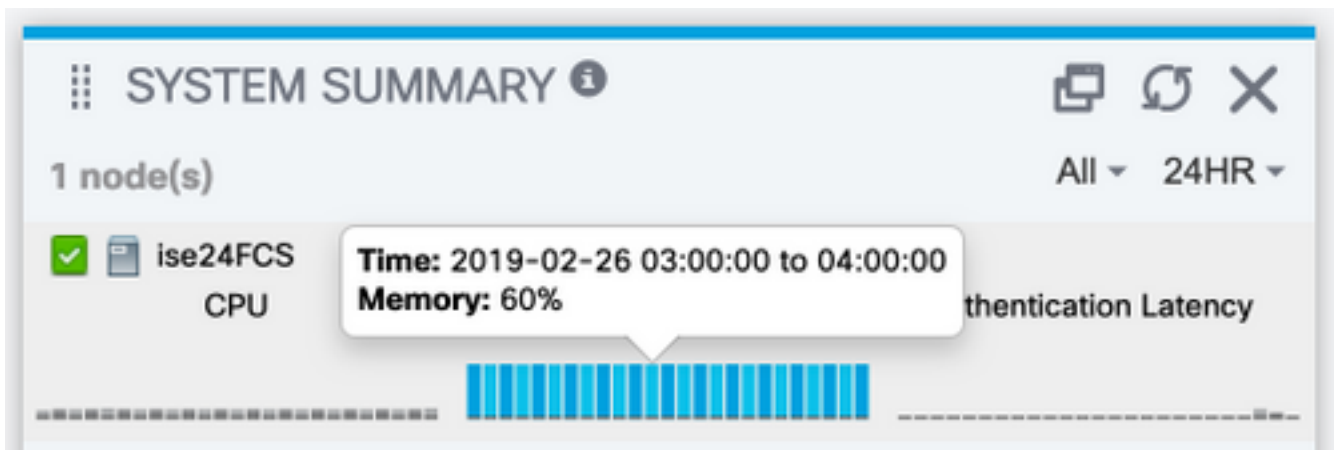 SYSTEM SUMMARY
1 node(s)
All 24HR
ise24FCS
Time: 2019-02-26 03:00:00 to 04:00:00
Memory: 60%
CPU
thentication Latency